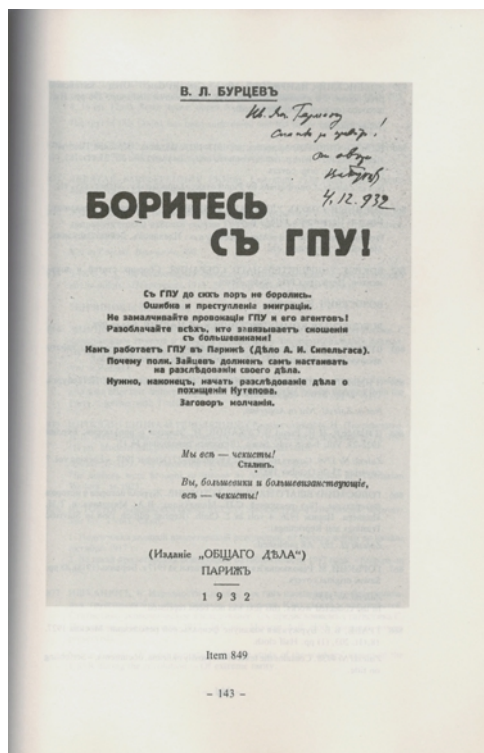 В. Л. БУРЦЕВЪ
4.12.932
БОРИТЕСЬ
СЪ ГПУ!
Съ ГПУ до сихъ поръ не боролись.
Ошибка и преступленія эмиграціи.
Не замалчивайте провокаціи ГПУ и его агентовъ!
Разоблачайте всѣхъ, кто завязываетъ сношенія
съ большевиками!
Какъ работаетъ ГПУ въ Парижѣ (Дѣло А. И. Сипельгаса).
Почему полк. Зайцевъ долженъ самъ настаивать
на разслѣдованіи своего дѣла.
Нужно, наконецъ, начать разслѣдованіе дѣла о
похищеніи Кутепова.
Заговоръ молчанія.
Мы всѣ — чекисты!
Сталинъ.
Вы, большевики и большевизанствующіе,
всѣ — чекисты!
(Изданіе „ОБЩАГО ДѢЛА“)
ПАРИЖЪ
1932
Item 849
– 143 –